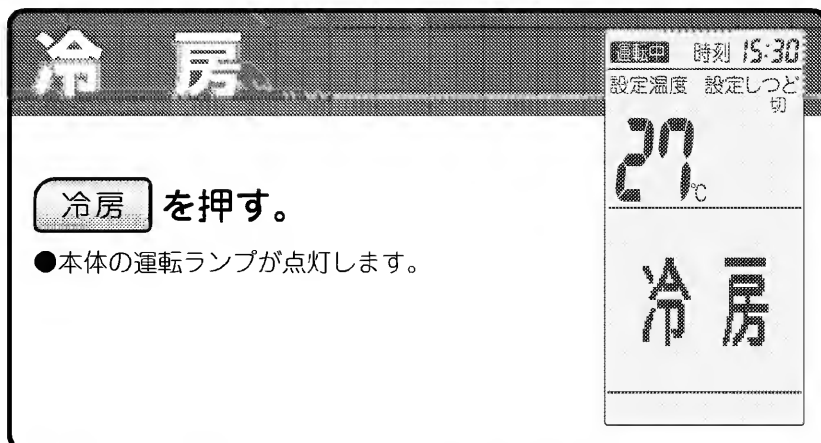 冷房
運転中 時刻 15:30
設定温度 設定しつど
切
27℃
冷房
冷房 を押す。
●本体の運転ランプが点灯します。